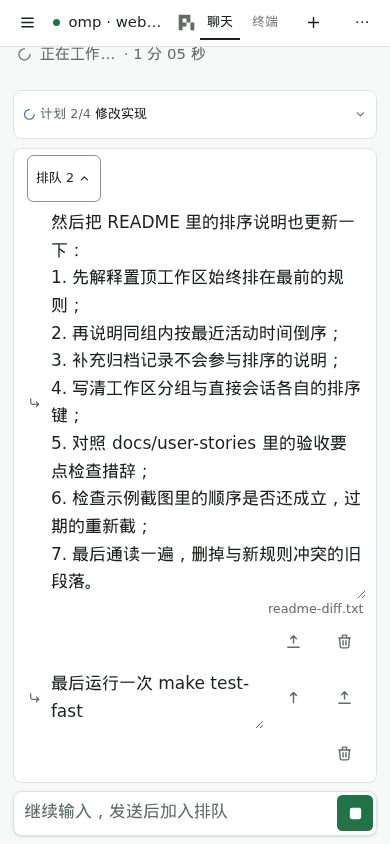 omp · web…
聊天
终端
正在工作… · 1 分 05 秒
计划 2/4 修改实现
排队 2
然后把 README 里的排序说明也更新一
下：
1. 先解释置顶工作区始终排在最前的规
则；
2. 再说明同组内按最近活动时间倒序；
3. 补充归档记录不会参与排序的说明；
4. 写清工作区分组与直接会话各自的排序
键；
5. 对照 docs/user-stories 里的验收要
点检查措辞；
6. 检查示例截图里的顺序是否还成立，过
期的重新截；
7. 最后通读一遍，删掉与新规则冲突的旧
段落。
readme-diff.txt
最后运行一次 make test-
fast
继续输入，发送后加入排队